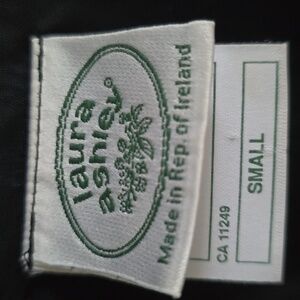 laura
ashley®
Made in Rep. of Ireland
SMALL
CA 11249